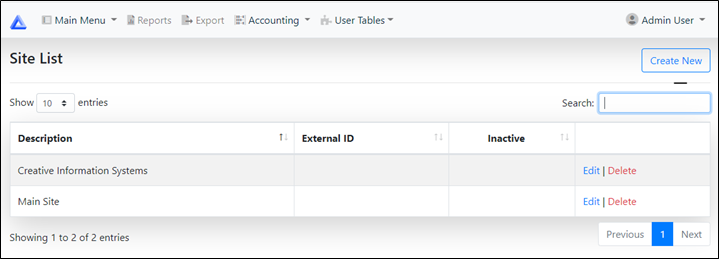 Main Menu Reports Export Accounting User Tables Admin User
Site List Create New
Show 10 entries Search:
Description External ID Inactive
Creative Information Systems Edit | Delete
Main Site Edit | Delete
Showing 1 to 2 of 2 entries Previous 1 Next